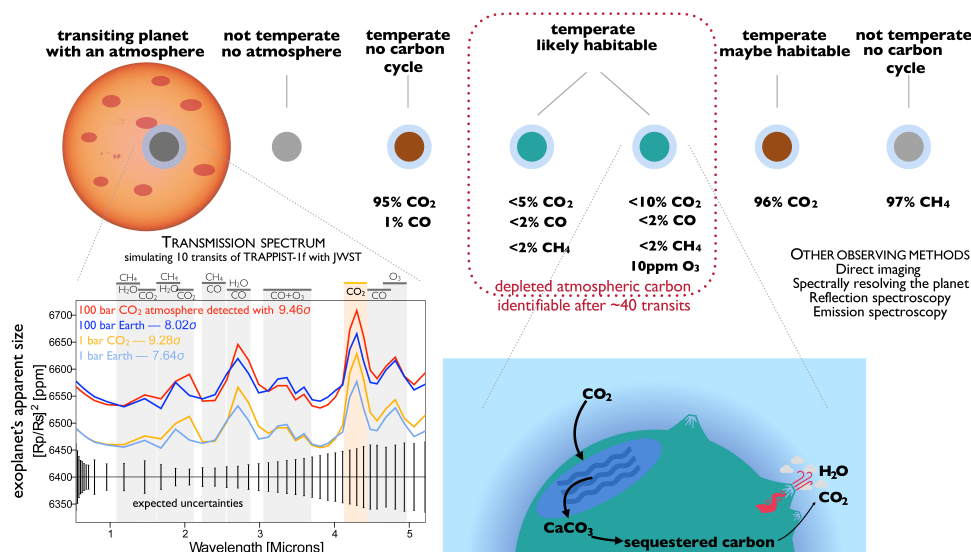 transiting planet
with an atmosphere
not temperate
no atmosphere
temperate
no carbon
cycle
temperate
likely habitable
temperate
maybe habitable
not temperate
no carbon
cycle
95% CO₂
1% CO
<5% CO₂
<2% CO
<2% CH₄
<10% CO₂
<2% CO
<2% CH₄
10ppm O₃
96% CO₂
97% CH₄
depleted atmospheric carbon
identifiable after ~40 transits
OTHER OBSERVING METHODS
Direct imaging
Spectrally resolving the planet
Reflection spectroscopy
Emission spectroscopy
TRANSMISSION SPECTRUM
simulating 10 transits of TRAPPIST-1f with JWST
CH₄
H₂O
CO₂
CH₄
H₂O
CO₂
CH₄
CO
H₂O
CO
CO+O₃
CO₂
CO
O₃
100 bar CO₂ atmosphere detected with 9.46σ
100 bar Earth — 8.02σ
1 bar CO₂ — 9.28σ
1 bar Earth — 7.64σ
exoplanet's apparent size
[Rp/Rs]² [ppm]
6700
6650
6600
6550
6500
6450
6400
6350
expected uncertainties
1 2 3 4 5
Wavelength [Microns]
CO₂
CaCO₃
sequestered carbon
H₂O
CO₂